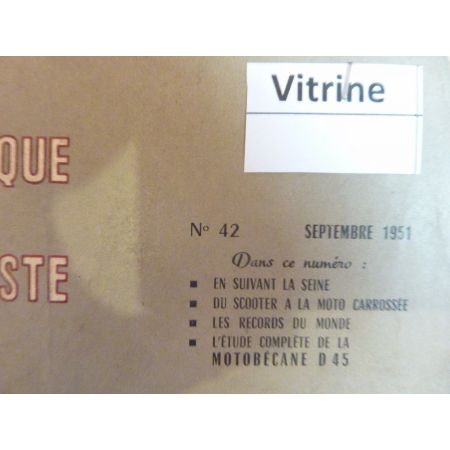 Vitrine
QUE
N° 42 SEPTEMBRE 1951
Dans ce numéro :
STE
■ EN SUIVANT LA SEINE
■ DU SCOOTER A LA MOTO CARROSSÉE
■ LES RECORDS DU MONDE
■ L'ÉTUDE COMPLÈTE DE LA
MOTOBÉCANE D 45